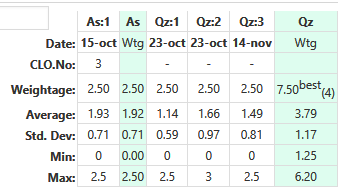 As:1 As Qz:1 Qz:2 Qz:3 Qz
Date: 15-oct Wtg 23-oct 23-oct 14-nov Wtg
CLO.No: 3 - - -
Weightage: 2.50 2.50 2.50 2.50 2.50 7.50best(4)
Average: 1.93 1.92 1.14 1.66 1.49 3.79
Std. Dev: 0.71 0.71 0.59 0.97 0.81 1.17
Min: 0 0.00 0 0 0 1.25
Max: 2.5 2.50 2.5 3 2.5 6.20